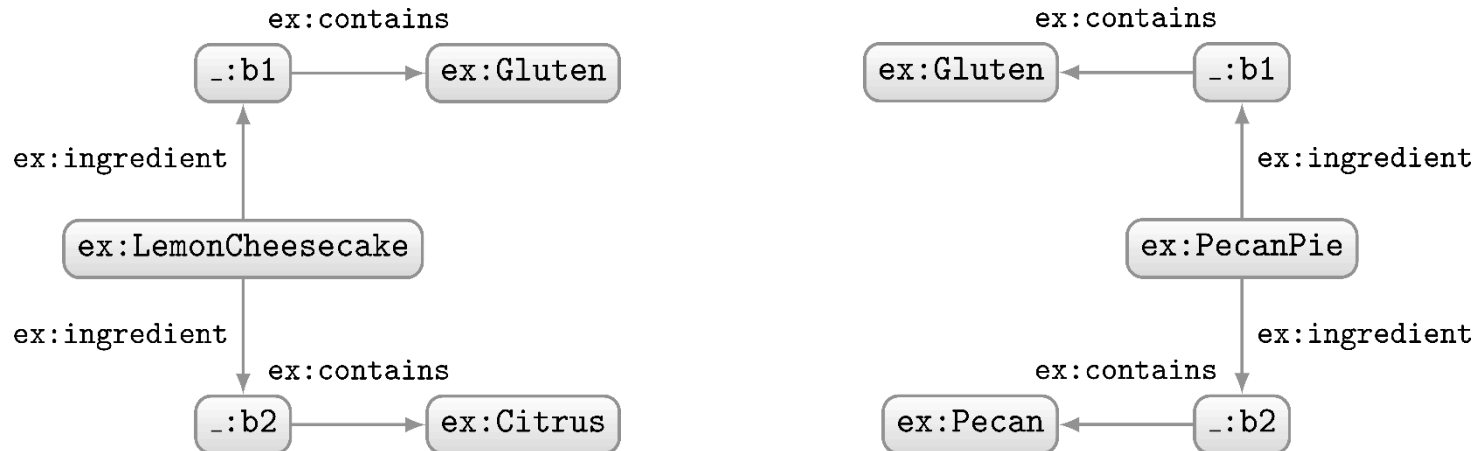 ex:contains
_:b1
ex:Gluten
ex:ingredient
ex:LemonCheesecake
ex:ingredient
ex:contains
_:b2
ex:Citrus
ex:contains
ex:Gluten
_:b1
ex:ingredient
ex:PecanPie
ex:ingredient
ex:contains
ex:Pecan
_:b2